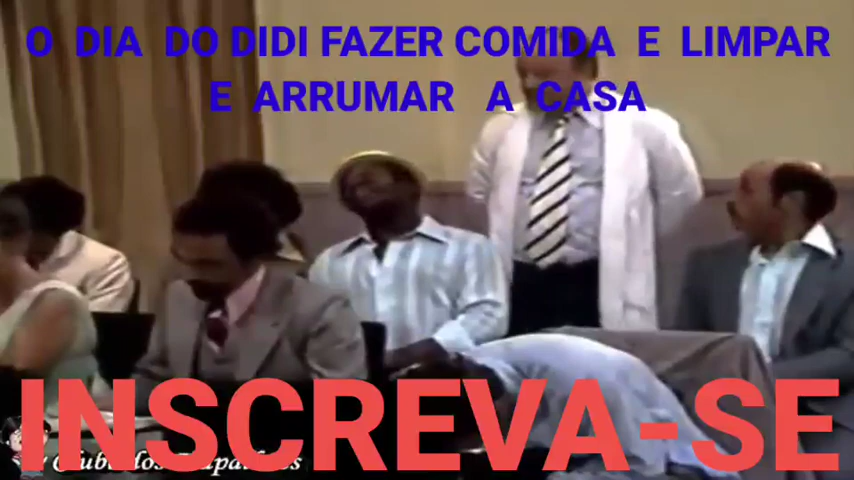 O DIA DO DIDI FAZER COMIDA E LIMPAR
E ARRUMAR A CASA
INSCREVA-SE